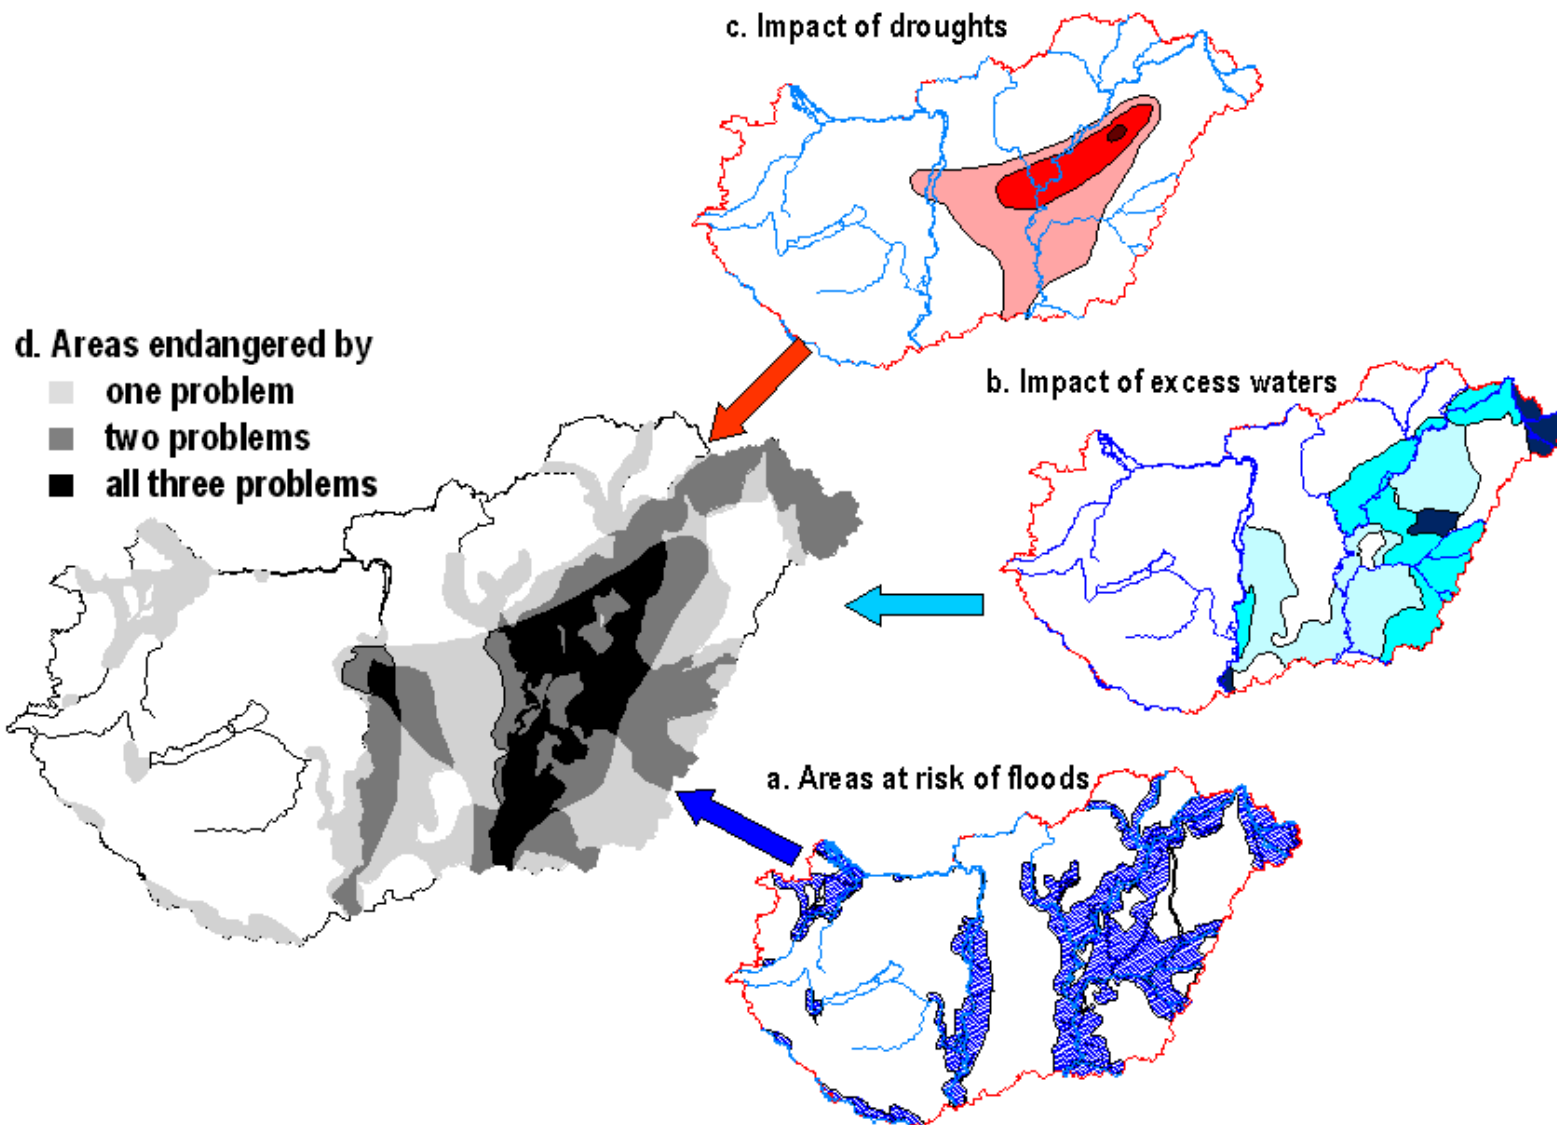 c. Impact of droughts
d. Areas endangered by
one problem
two problems
all three problems
b. Impact of excess waters
a. Areas at risk of floods